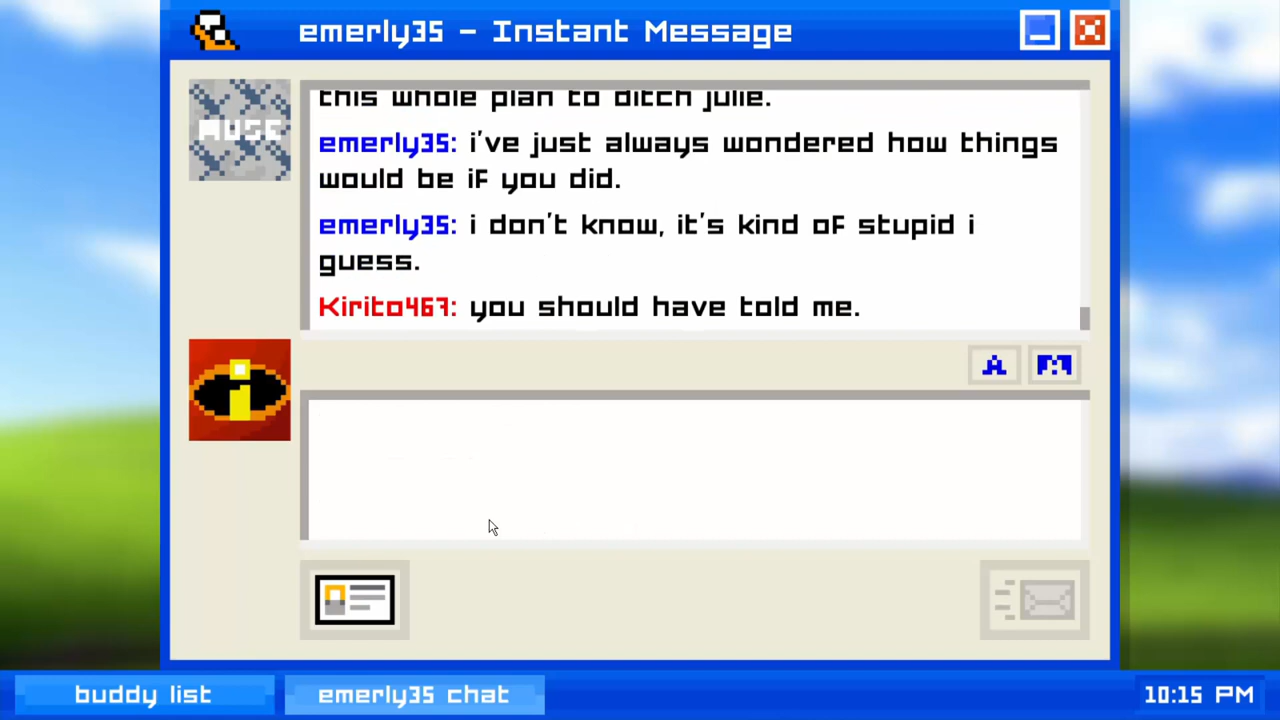 emerly35 - Instant Message
this whole plan to ditch julie.
MUSE
emerly35: i've just always wondered how things
would be if you did.
emerly35: i don't know, it's kind of stupid i
guess.
Kirito467: you should have told me.
A
i
buddy list
emerly35 chat
10:15 PM